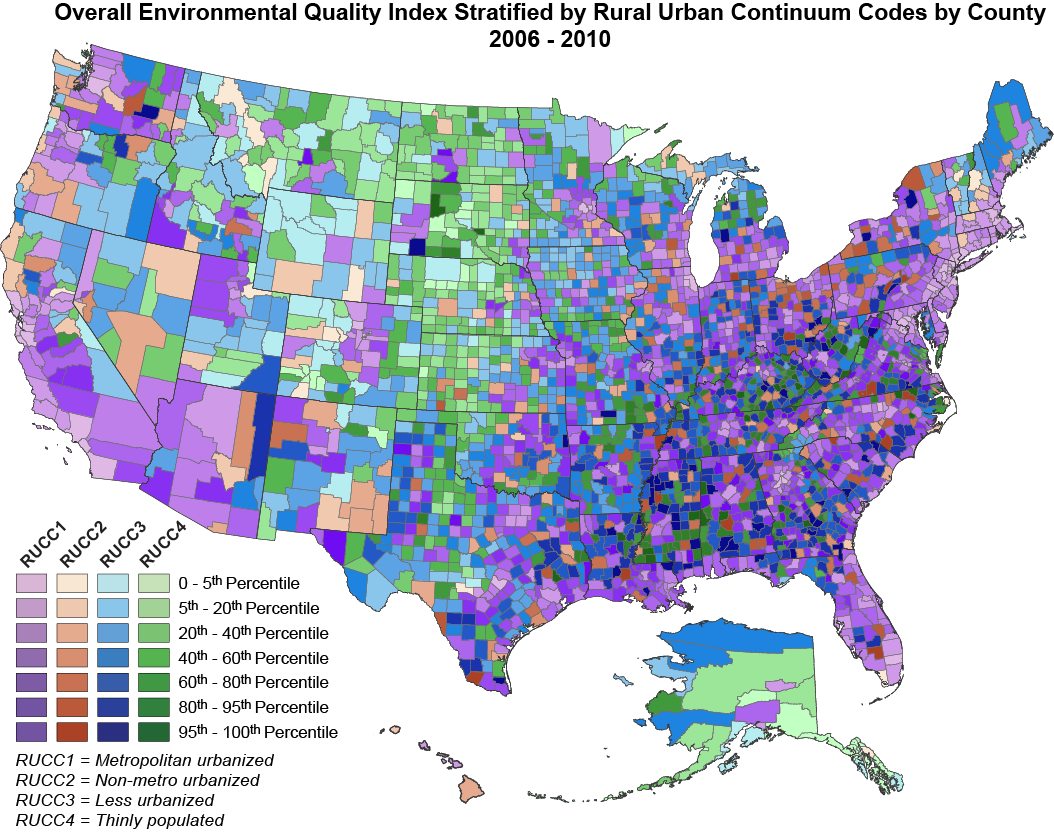 Overall Environmental Quality Index Stratified by Rural Urban Continuum Codes by County
2006 - 2010
RUCC1 RUCC2 RUCC3 RUCC4
0 - 5th Percentile
5th - 20th Percentile
20th - 40th Percentile
40th - 60th Percentile
60th - 80th Percentile
80th - 95th Percentile
95th - 100th Percentile
RUCC1 = Metropolitan urbanized
RUCC2 = Non-metro urbanized
RUCC3 = Less urbanized
RUCC4 = Thinly populated